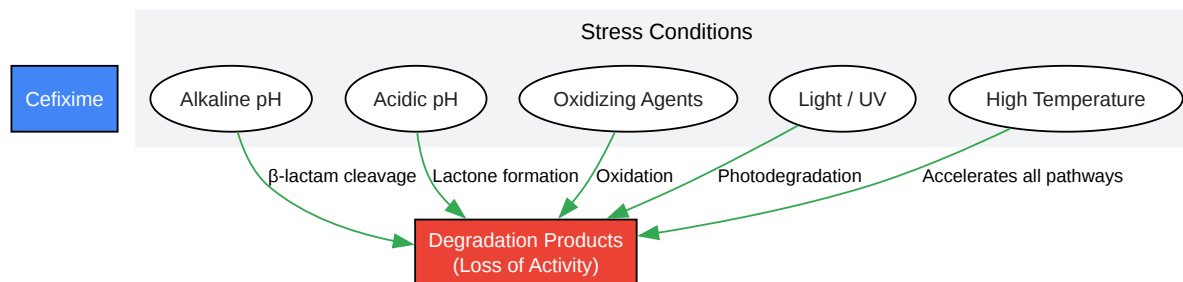 Stress Conditions
Cefixime
Alkaline pH
Acidic pH
Oxidizing Agents
Light / UV
High Temperature
β-lactam cleavage
Lactone formation
Oxidation
Photodegradation
Accelerates all pathways
Degradation Products
(Loss of Activity)